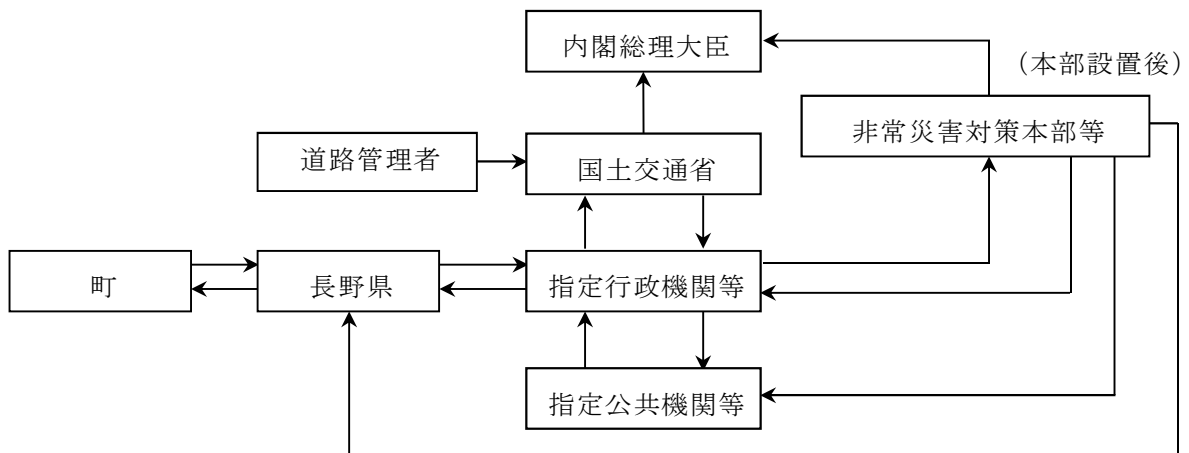 内閣総理大臣
（本部設置後）
非常災害対策本部等
道路管理者
国土交通省
町
長野県
指定行政機関等
指定公共機関等